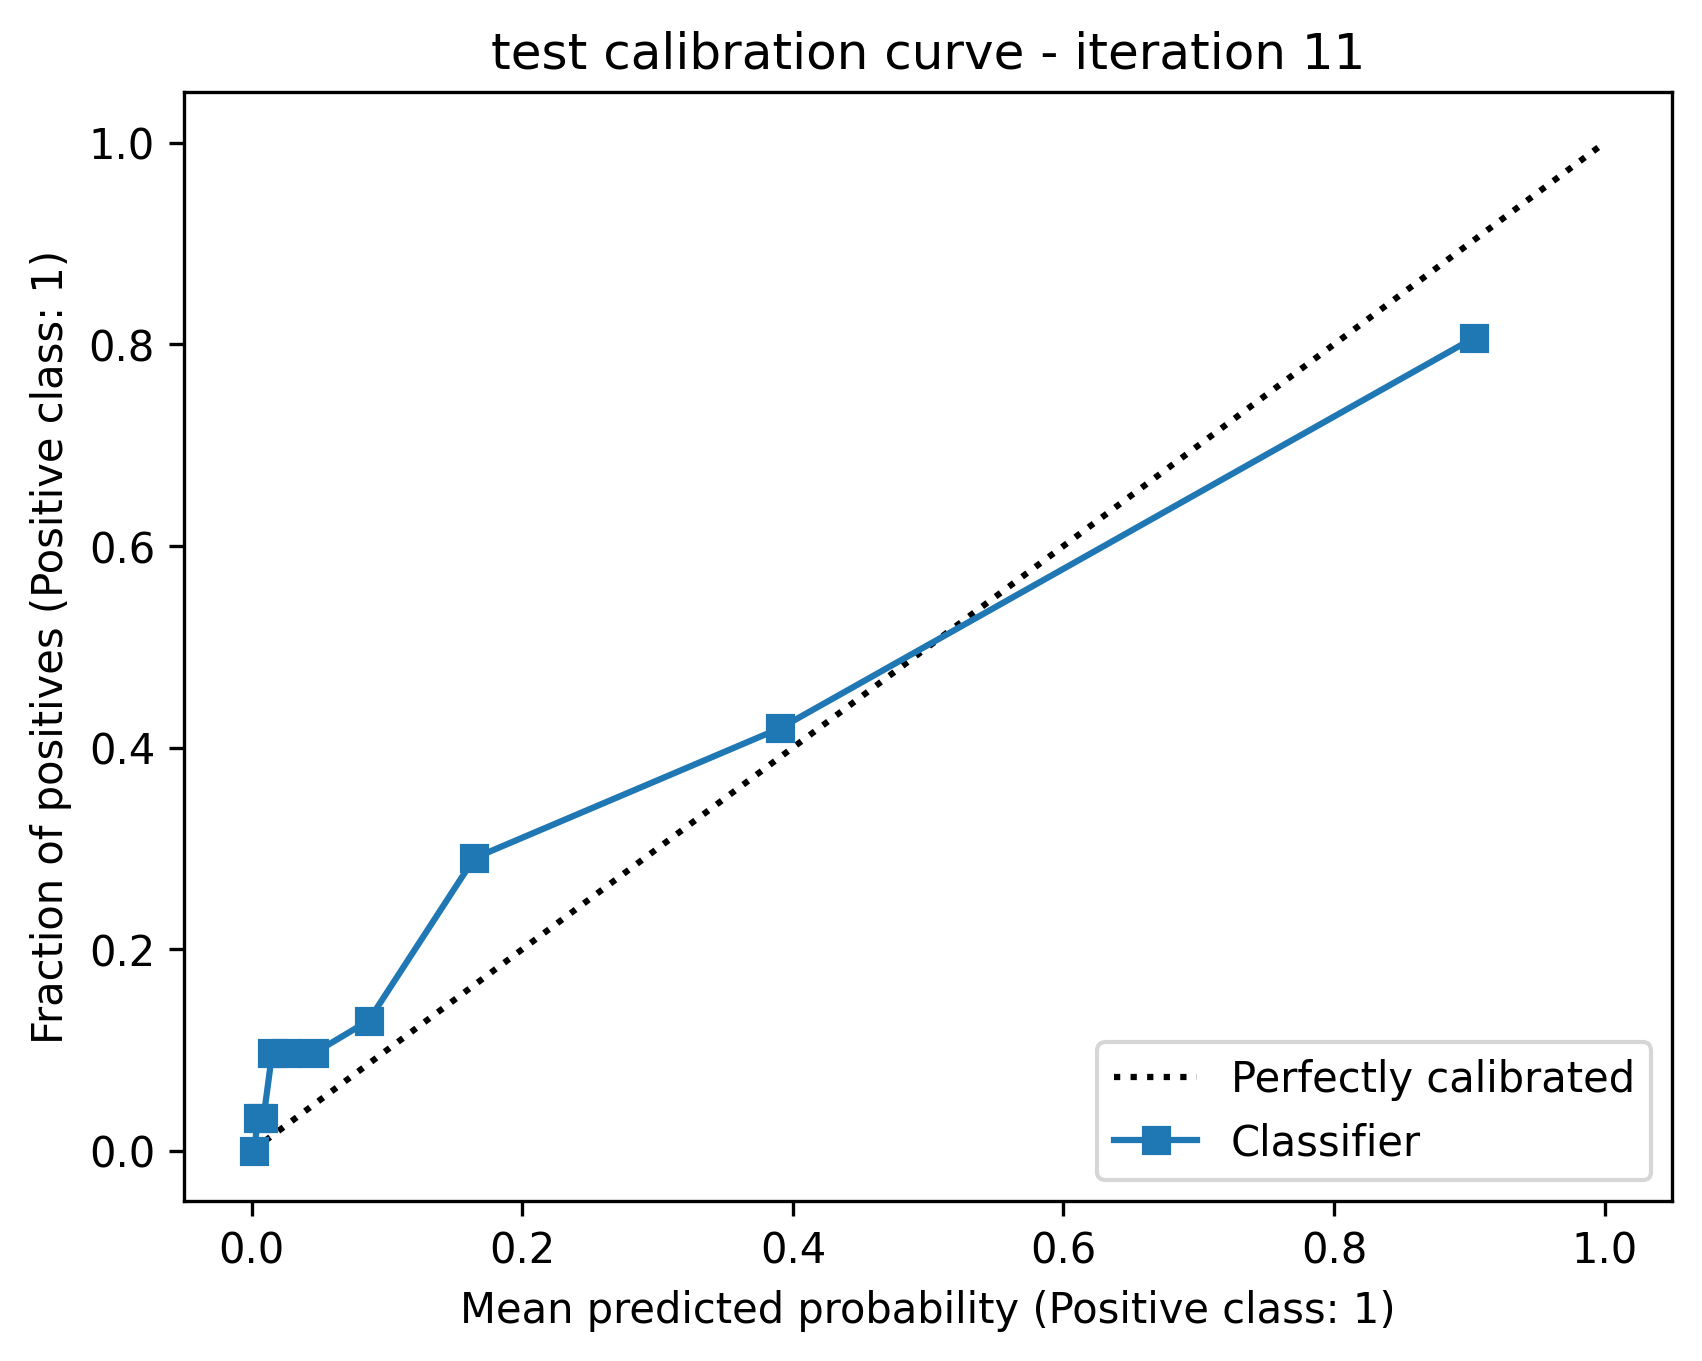 test calibration curve - iteration 11
Fraction of positives (Positive class: 1)
1.0
0.8
0.6
0.4
0.2
0.0
Perfectly calibrated
Classifier
0.0 0.2 0.4 0.6 0.8 1.0
Mean predicted probability (Positive class: 1)